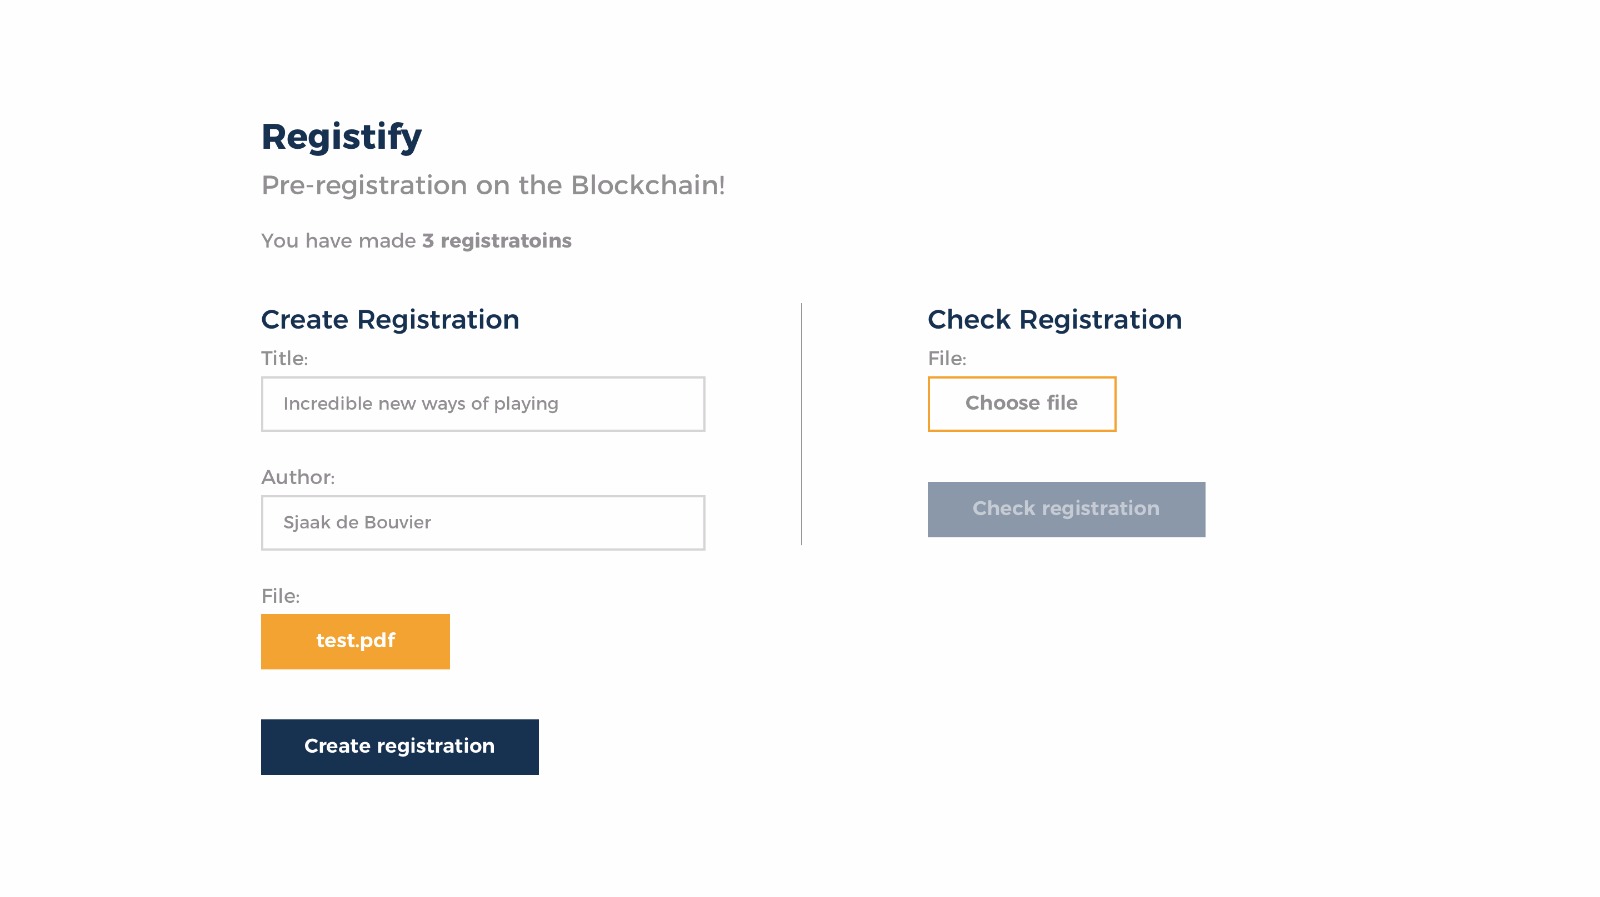 Registify
Pre-registration on the Blockchain!
You have made 3 registratoins
Create Registration
Title:
Incredible new ways of playing
Author:
Sjaak de Bouvier
File:
test.pdf
Create registration
Check Registration
File:
Choose file
Check registration